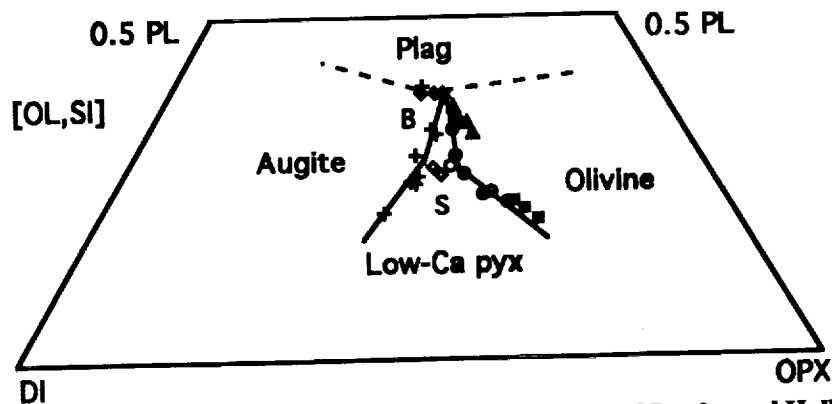 0.5 PL
0.5 PL
Plag
[OL,SI]
B
Augite
Olivine
S
Low-Ca pyx
DI
OPX